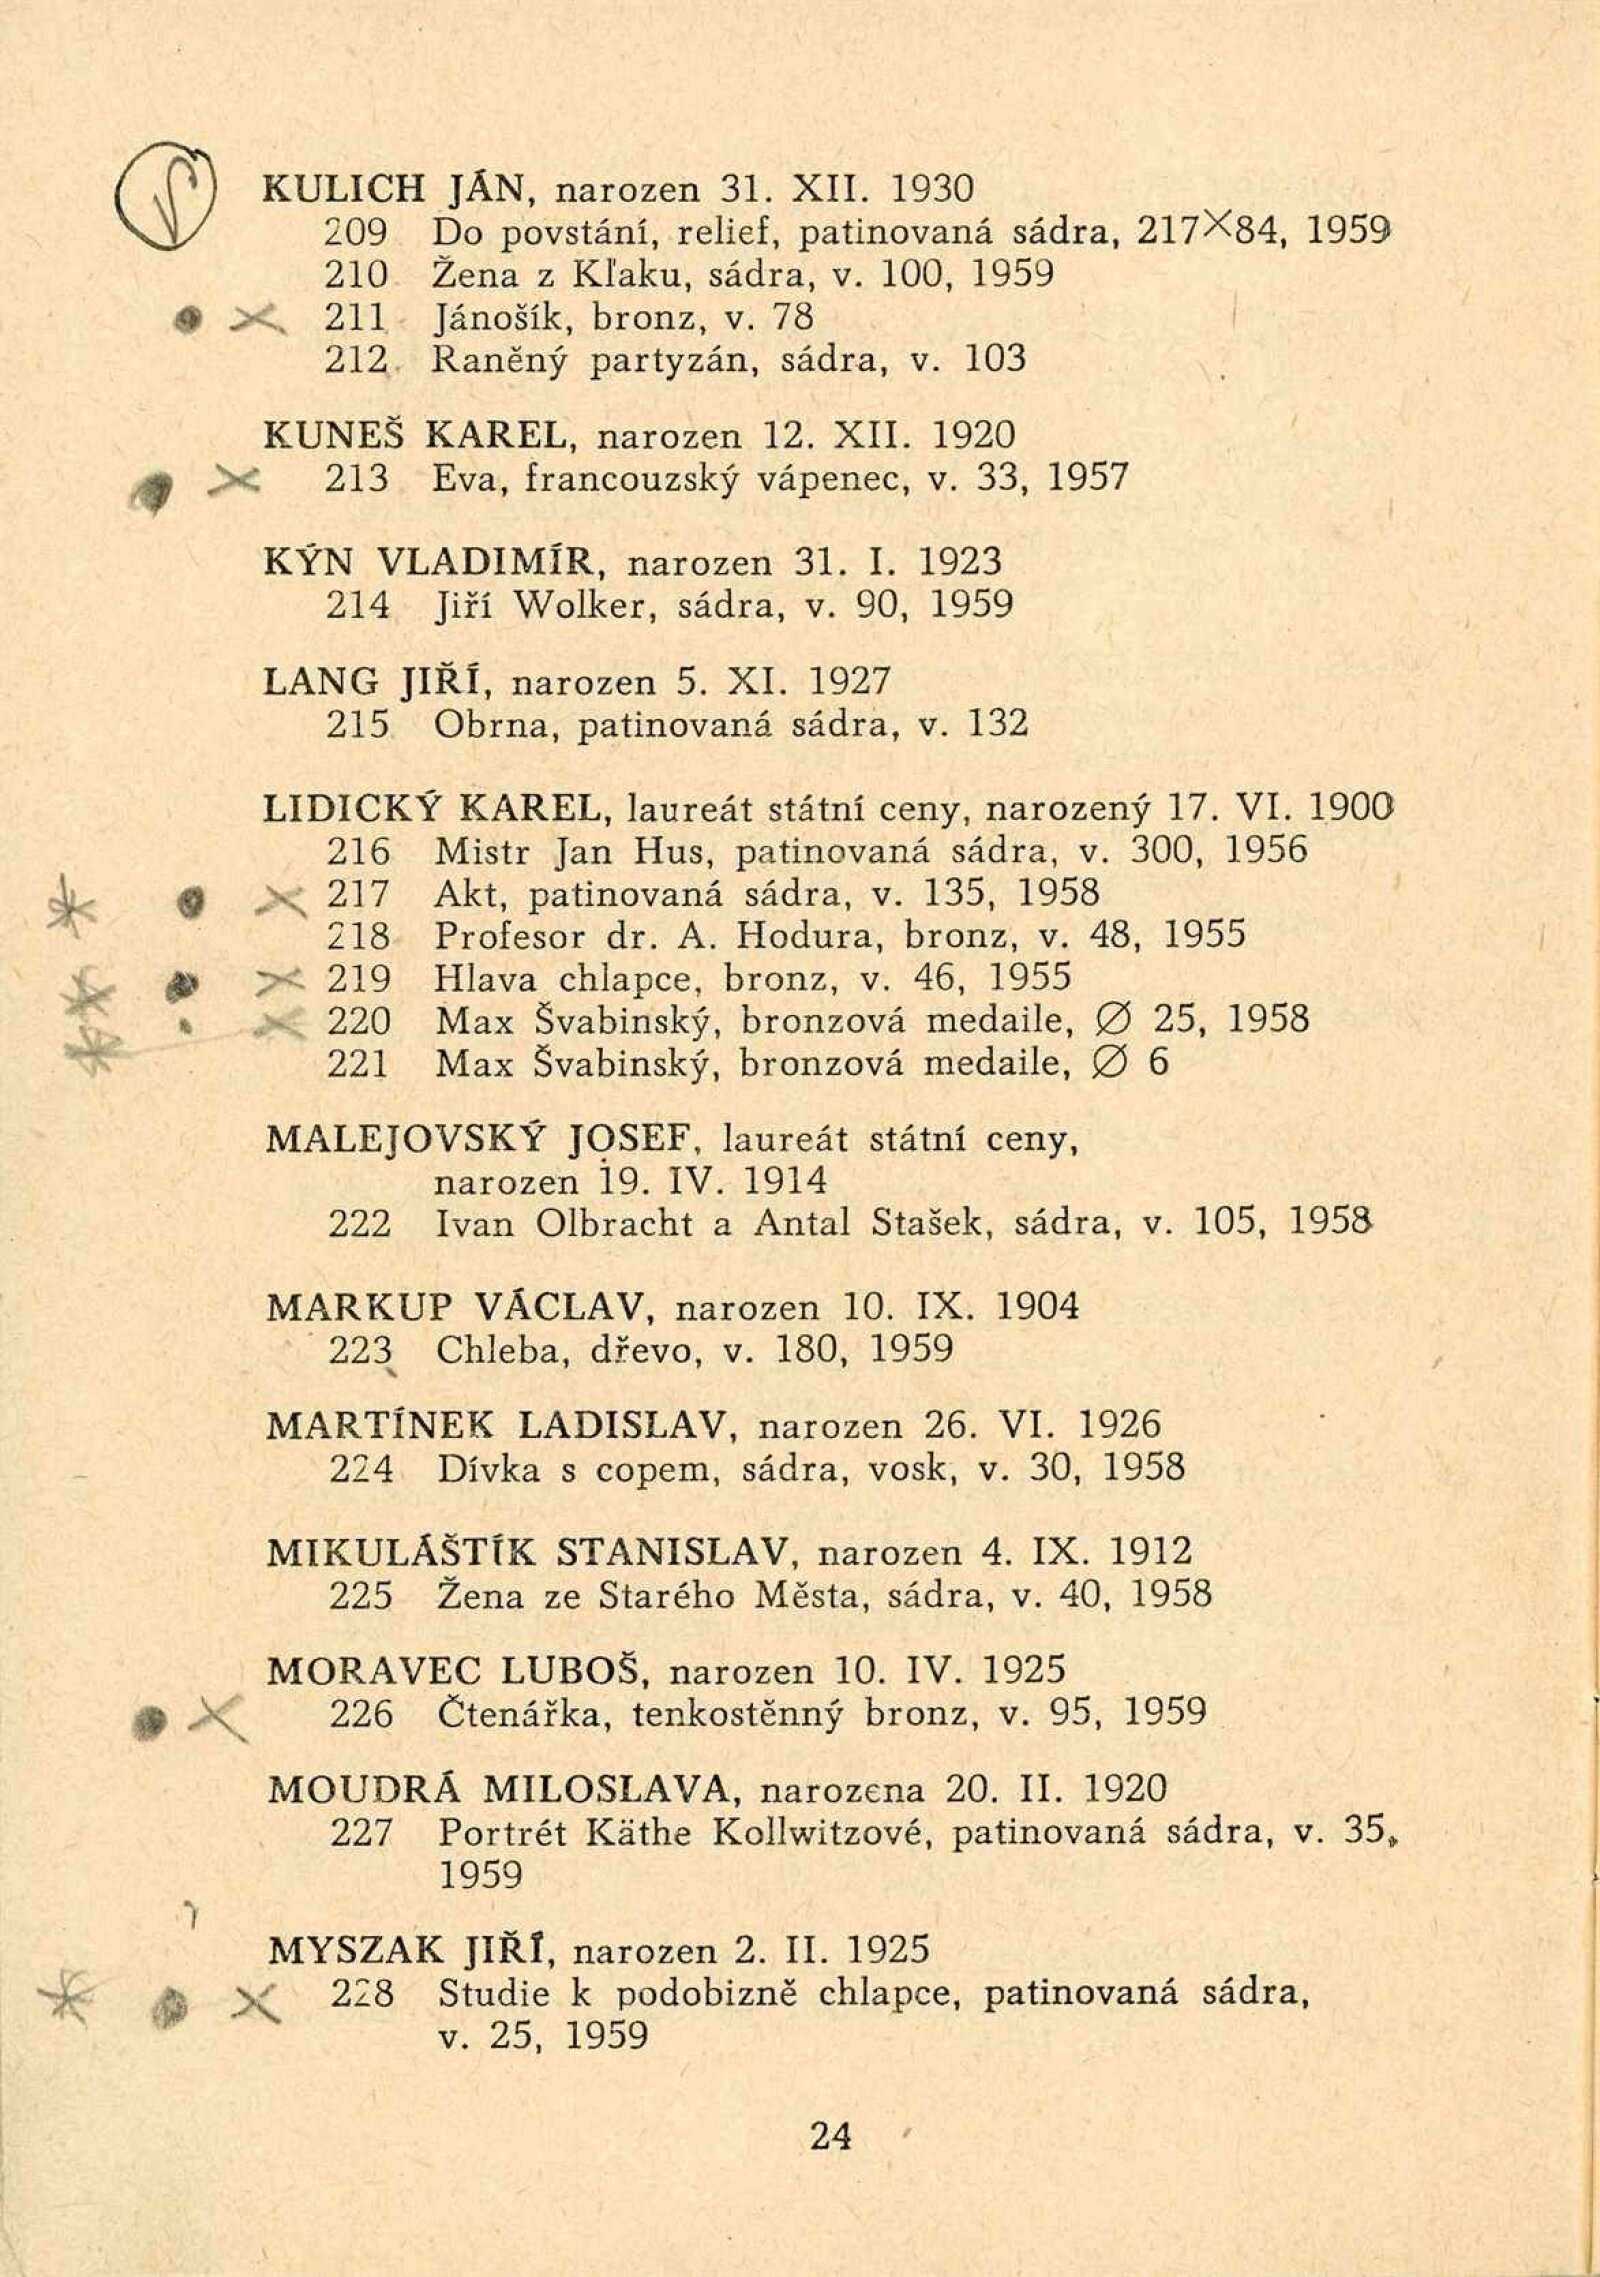 KULICH JÁN, narozen 31. XII. 1930
209 Do povstání, relief, patinovaná sádra, 217×84, 1959
210 Žena z Kľaku, sádra, v. 100, 1959
211 Jánošík, bronz, v. 78
212 Raněný partyzán, sádra, v. 103
KUNEŠ KAREL, narozen 12. XII. 1920
213 Eva, francouzský vápenec, v. 33, 1957
KÝN VLADIMÍR, narozen 31. I. 1923
214 Jiří Wolker, sádra, v. 90, 1959
LANG JIŘÍ, narozen 5. XI. 1927
215 Obrna, patinovaná sádra, v. 132
LIDICKÝ KAREL, laureát státní ceny, narozený 17. VI. 1900
216 Mistr Jan Hus, patinovaná sádra, v. 300, 1956
217 Akt, patinovaná sádra, v. 135, 1958
218 Profesor dr. A. Hodura, bronz, v. 48, 1955
219 Hlava chlapce, bronz, v. 46, 1955
220 Max Švabinský, bronzová medaile, Ø 25, 1958
221 Max Švabinský, bronzová medaile, Ø 6
MALEJOVSKÝ JOSEF, laureát státní ceny,
narozen 19. IV. 1914
222 Ivan Olbracht a Antal Stašek, sádra, v. 105, 1958
MARKUP VÁCLAV, narozen 10. IX. 1904
223 Chleba, dřevo, v. 180, 1959
MARTÍNEK LADISLAV, narozen 26. VI. 1926
224 Dívka s copem, sádra, vosk, v. 30, 1958
MIKULÁŠTÍK STANISLAV, narozen 4. IX. 1912
225 Žena ze Starého Města, sádra, v. 40, 1958
MORAVEC LUBOŠ, narozen 10. IV. 1925
226 Čtenářka, tenkostěnný bronz, v. 95, 1959
MOUDRÁ MILOSLAVA, narozena 20. II. 1920
227 Portrét Käthe Kollwitzové, patinovaná sádra, v. 35,
1959
MYSZAK JIŘÍ, narozen 2. II. 1925
228 Studie k podobizně chlapce, patinovaná sádra,
v. 25, 1959
24